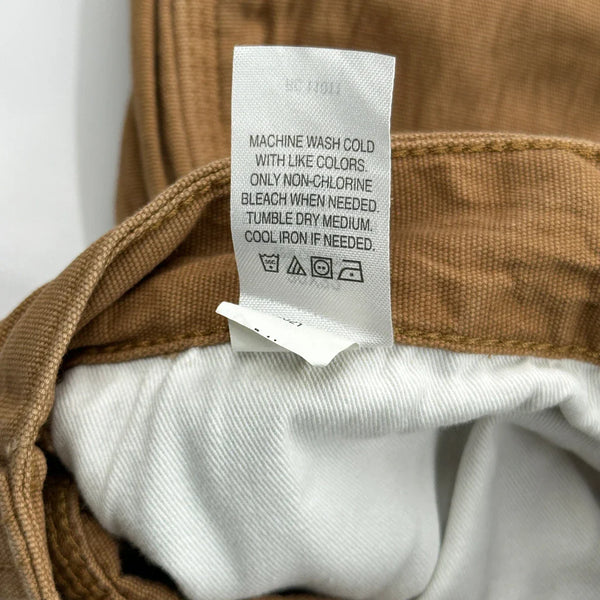 MACHINE WASH COLD
WITH LIKE COLORS.
ONLY NON-CHLORINE
BLEACH WHEN NEEDED.
TUMBLE DRY MEDIUM.
COOL IRON IF NEEDED.